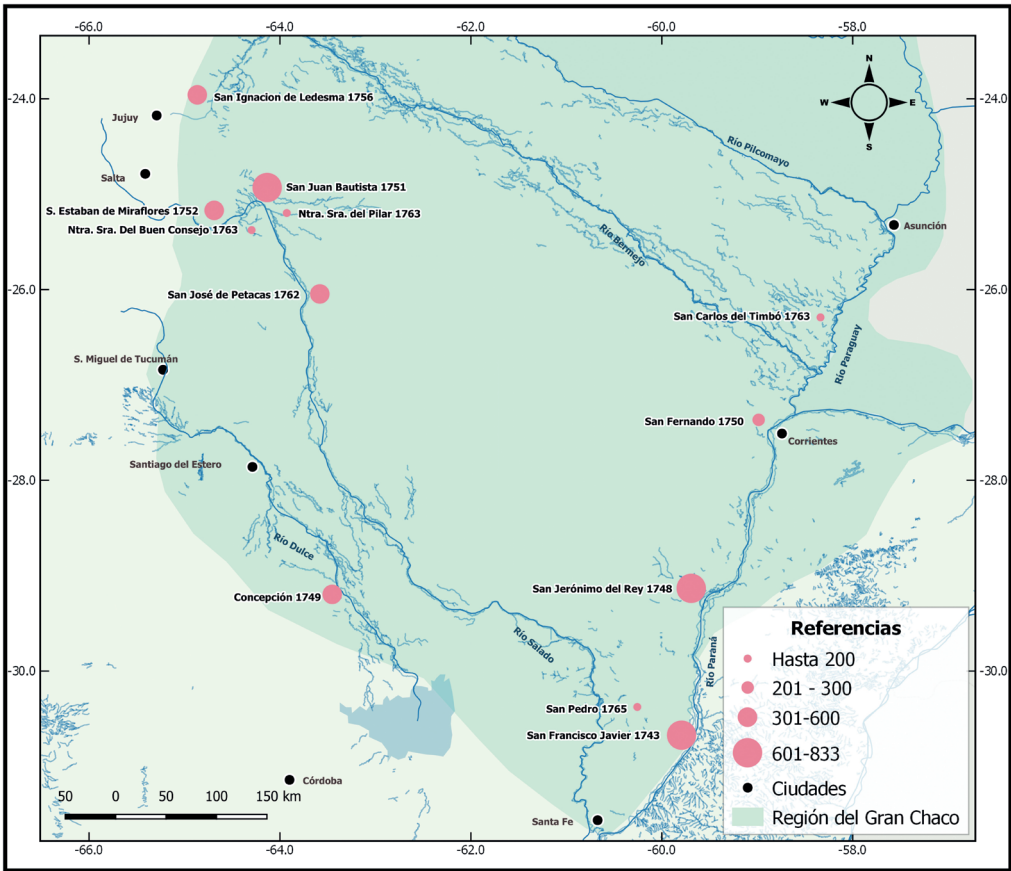 -66.0
-64.0
-62.0
-60.0
-58.0
N
W
E
S
-24.0
-24.0
San Ignacion de Ledesma 1756
Jujuy
Río Pilcomayo
Salta
San Juan Bautista 1751
S. Estaban de Miraflores 1752
Ntra. Sra. del Pilar 1763
Ntra. Sra. Del Buen Consejo 1763
Asunción
Río Bermejo
-26.0
-26.0
San José de Petacas 1762
San Carlos del Timbó 1763
Río Paraguay
S. Miguel de Tucumán
San Fernando 1750
Corrientes
Santiago del Estero
-28.0
-28.0
Río Dulce
San Jerónimo del Rey 1748
Concepción 1749
Río Salado
Río Paraná
-30.0
-30.0
San Pedro 1765
San Francisco Javier 1743
Córdoba
50 0 50 100 150 km
Santa Fe
Referencias
Hasta 200
201 - 300
301-600
601-833
Ciudades
Región del Gran Chaco
-66.0
-64.0
-62.0
-60.0
-58.0